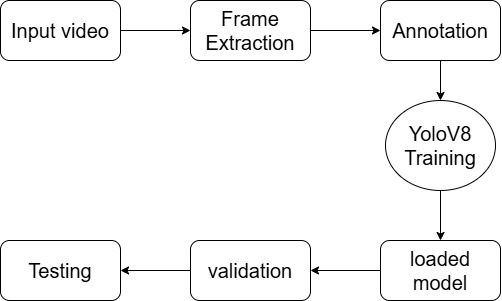 Input video
Frame
Extraction
Annotation
YoloV8
Training
loaded
model
validation
Testing